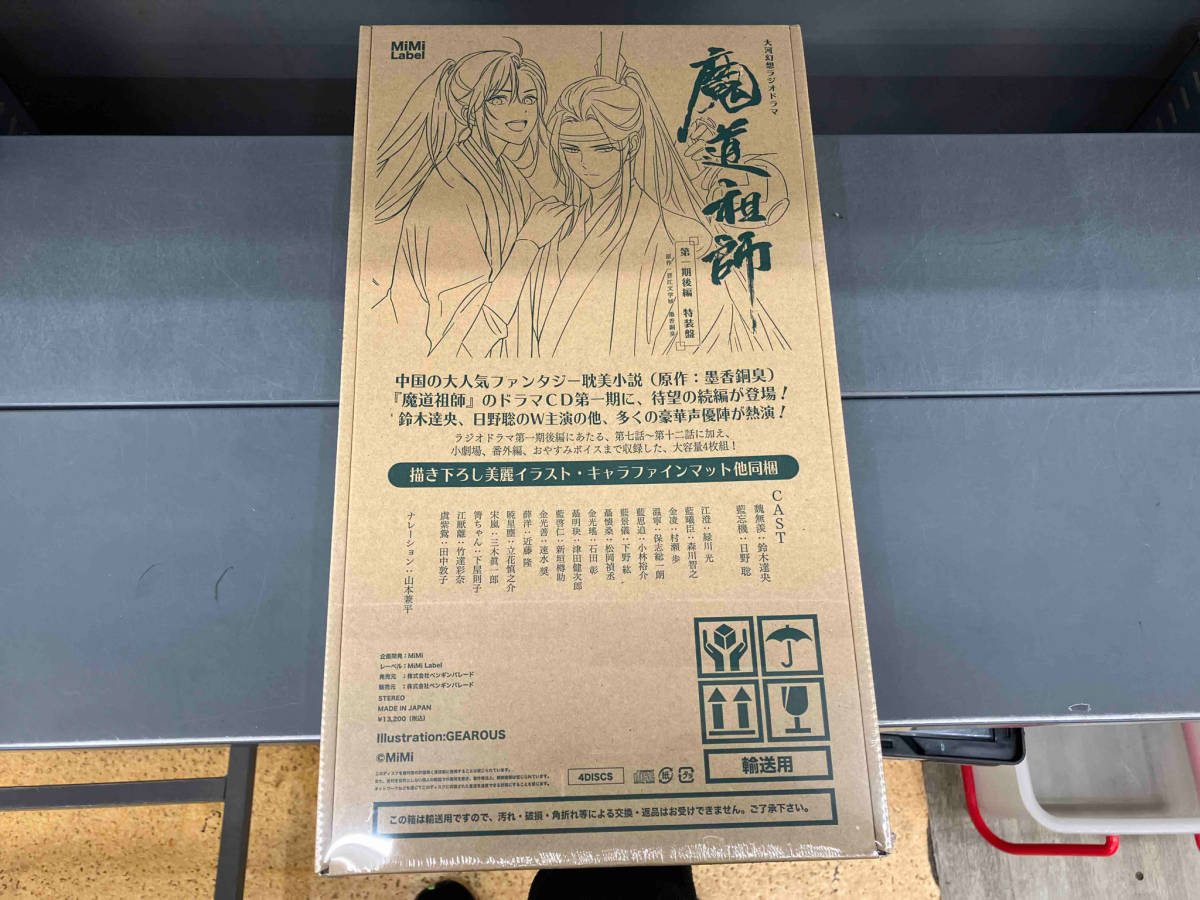 MiMi
Label
大河幻想ラジオドラマ
魔道祖師
第一期後編 特装盤
原作:晋江文学城 墨香銅臭
中国の大人気ファンタジー耽美小説(原作:墨香銅臭)
『魔道祖師』のドラマCD第一期に、待望の続編が登場!
鈴木達央、日野聡のW主演の他、多くの豪華声優陣が熱演!
ラジオドラマ第一期後編にあたる、第七話~第十二話に加え、
小劇場、番外編、おやすみボイスまで収録した、大容量4枚組!
描き下ろし美麗イラスト・キャラファインマット他同梱
CAST
魏無羨:鈴木達央
藍忘機:日野 聡
江澄:緑川 光
藍曦臣:森川智之
金凌:村瀬 歩
温寧:保志総一朗
藍思追:小林裕介
藍景儀:下野 紘
聶懐桑:松岡禎丞
金光瑤:石田 彰
聶明玦:津田健次郎
藍啓仁:新垣樽助
金光善:速水 奨
薛洋:近藤 隆
暁星塵:立花慎之介
宋嵐:三木眞一郎
箐ちゃん:下屋則子
江厭離:竹達彩奈
虞紫鳶:田中敦子
ナレーション:山本兼平
企画開発:MiMi
レーベル:MiMi Label
発売元 :株式会社ペンギンパレード
販売元 :株式会社ペンギンパレード
STEREO
MADE IN JAPAN
¥13,200(税込)
Illustration:GEAROUS
©MiMi
4DISCS
紙
プラ
輸送用
この箱は輸送用ですので、汚れ・破損・角折れ等による交換・返品はお受けできません。ご了承下さい。